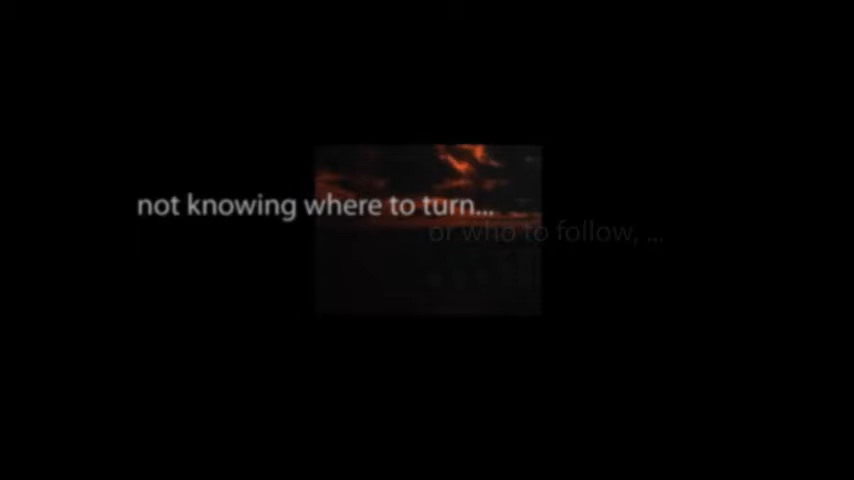 not knowing where to turn...
or who to follow, ...